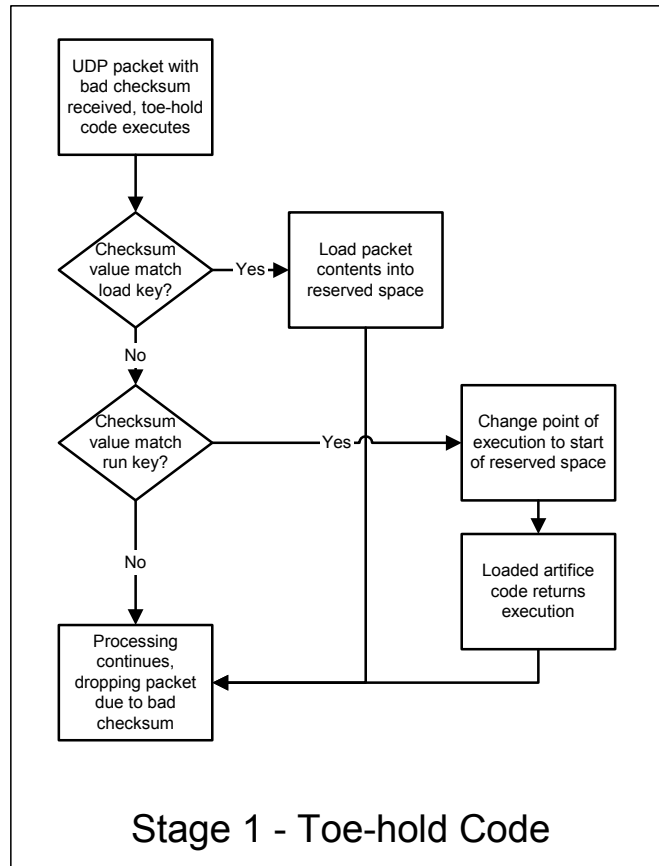 UDP packet with
bad checksum
received, toe-hold
code executes
Checksum
value match
load key?
Yes
Load packet
contents into
reserved space
No
Checksum
value match
run key?
Yes
Change point of
execution to start
of reserved space
No
Loaded artifice
code returns
execution
Processing
continues,
dropping packet
due to bad
checksum
Stage 1 - Toe-hold Code